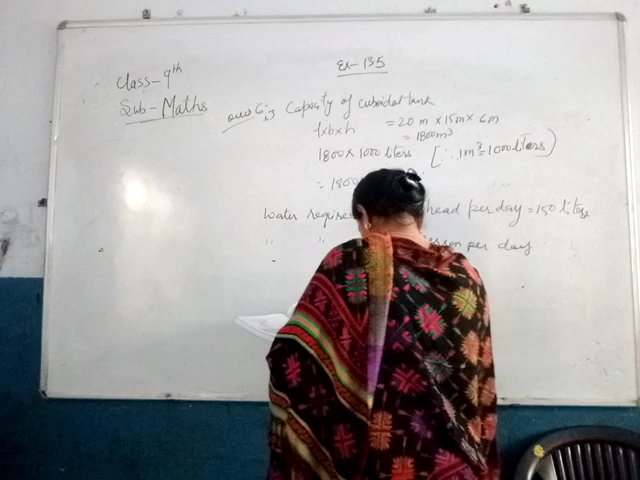 Ex-13.5
Class-9th
Sub-Maths
Capacity of cuboidal tank
l×b×h = 20 m × 15m × 6m
= 1800m³
1800 × 1000 liters [∵ 1m³ = 1000 liters)
= 1800
Water required head per day = 150 liters
" " person per day